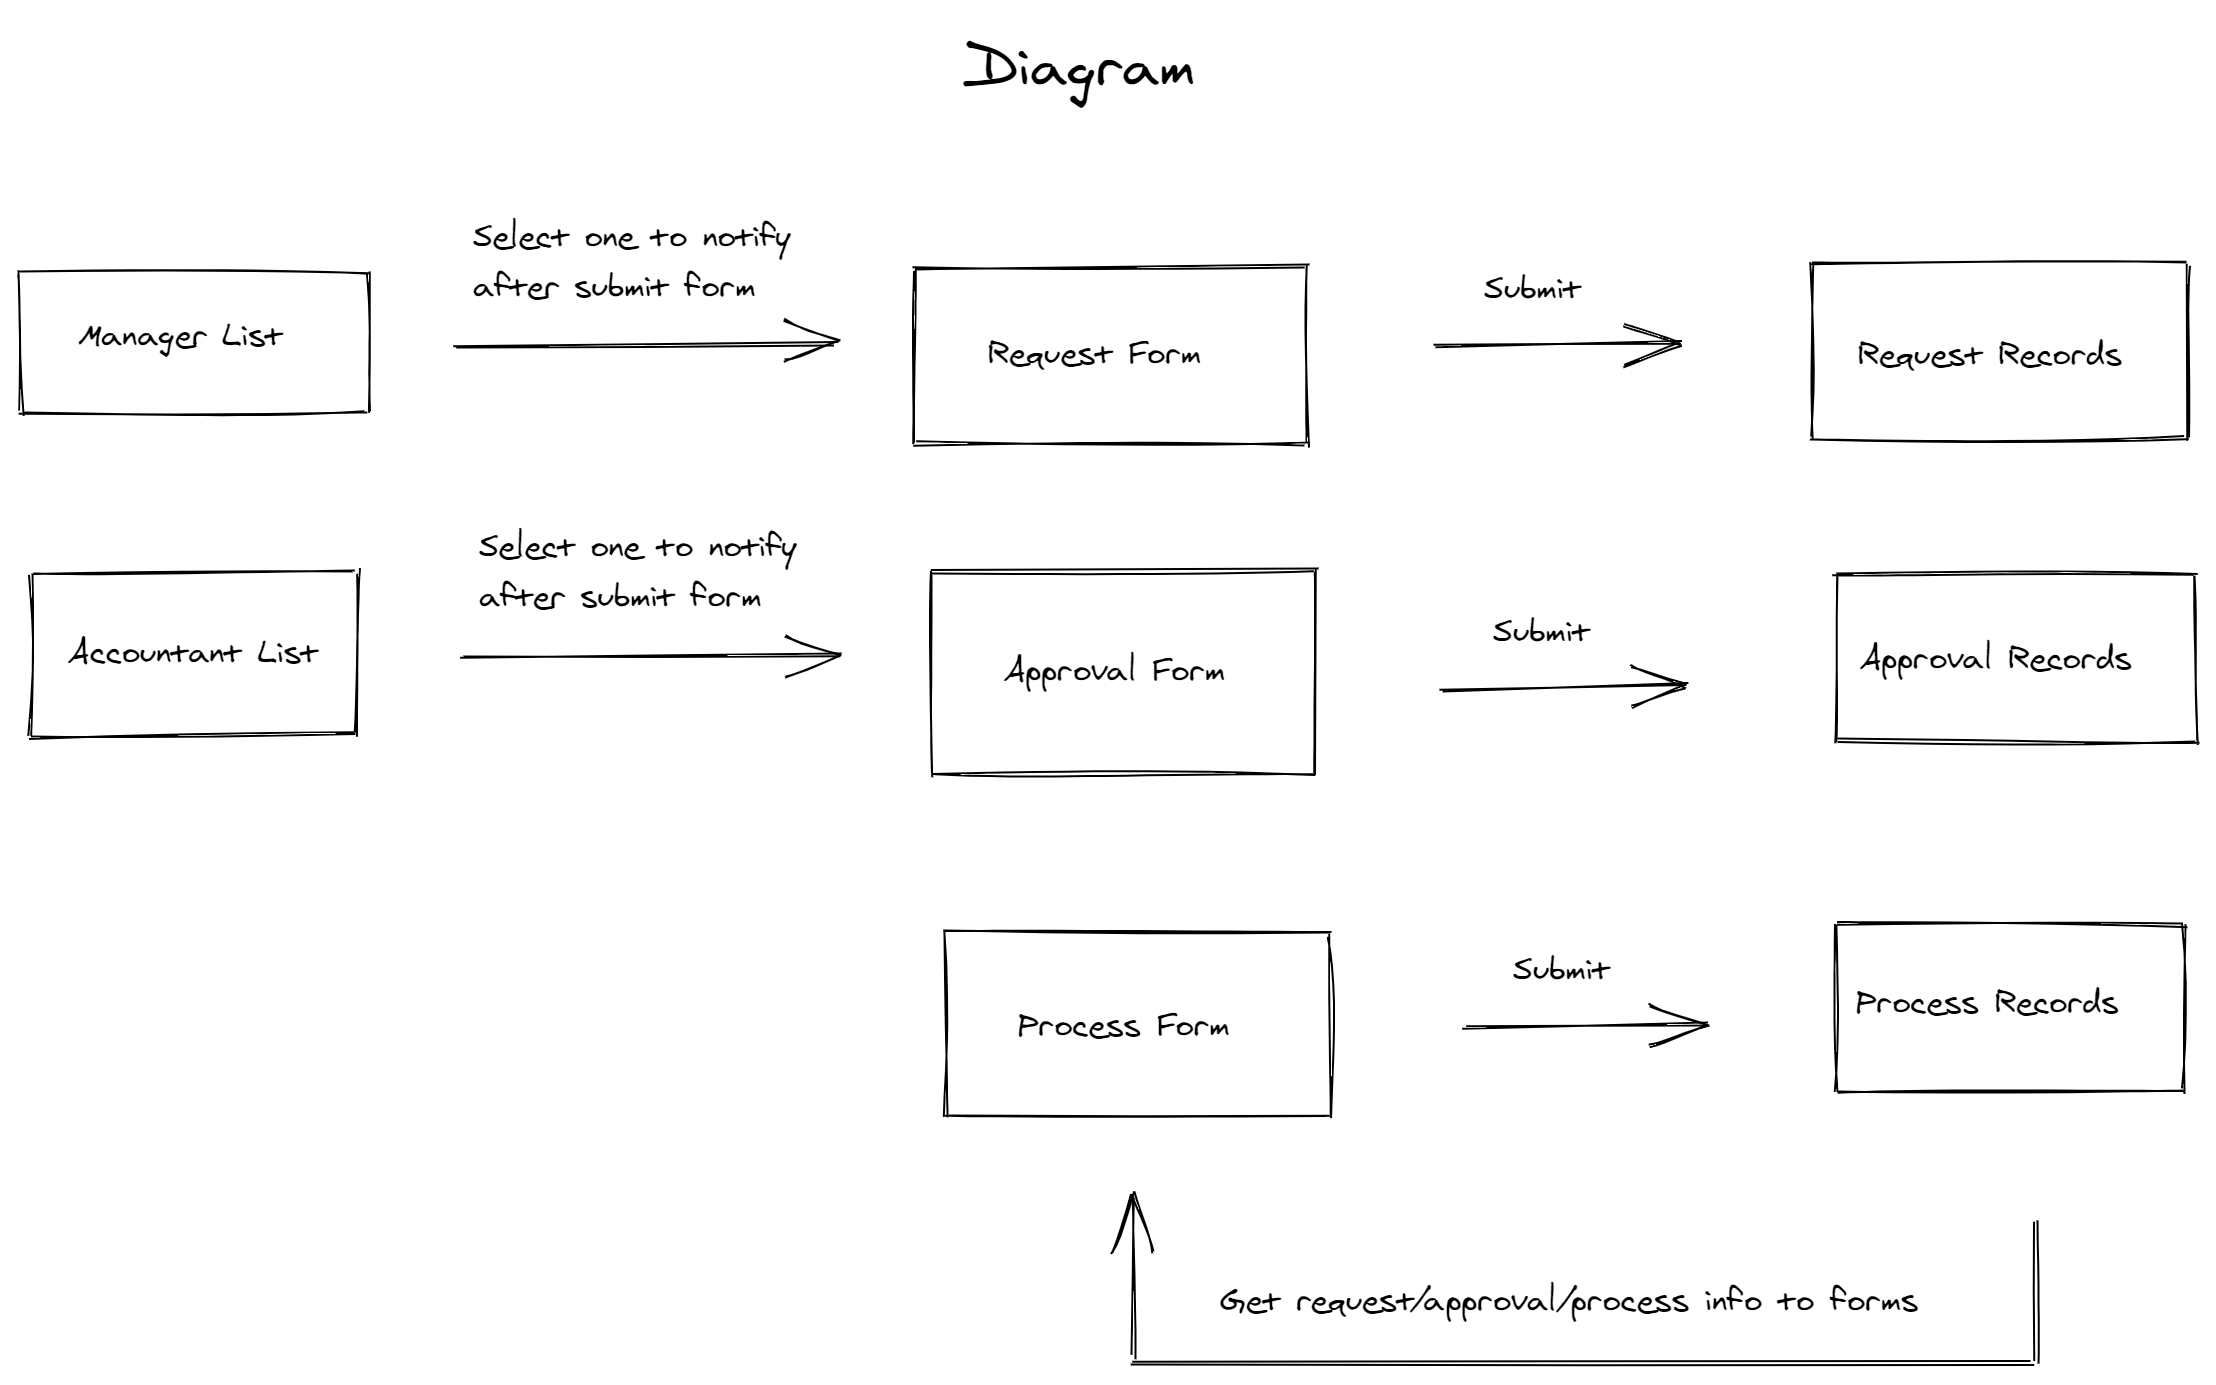 Diagram
Select one to notify
after submit form
Manager List
Request Form
Submit
Request Records
Select one to notify
after submit form
Accountant List
Approval Form
Submit
Approval Records
Process Form
Submit
Process Records
Get request/approval/process info to forms